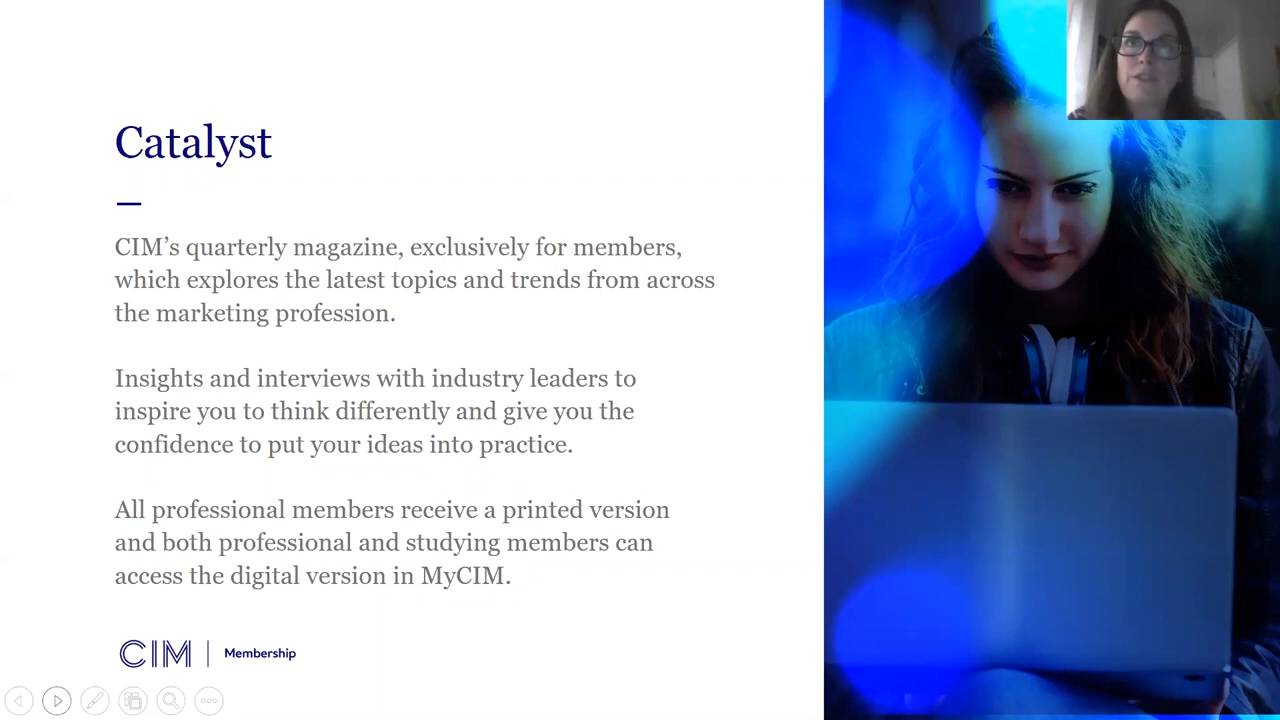 Catalyst
CIM’s quarterly magazine, exclusively for members,
which explores the latest topics and trends from across
the marketing profession.
Insights and interviews with industry leaders to
inspire you to think differently and give you the
confidence to put your ideas into practice.
All professional members receive a printed version
and both professional and studying members can
access the digital version in MyCIM.
CIM | Membership